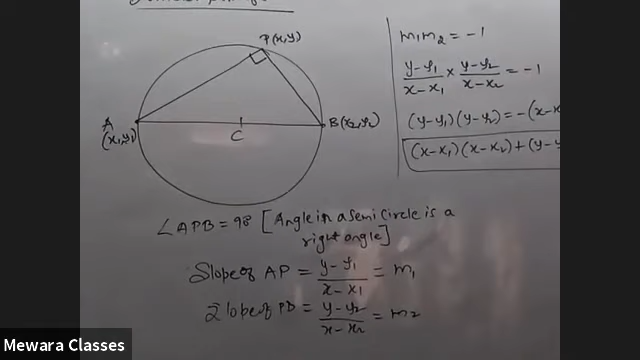 P(x,y)
A
(x1,y1)
B(x2,y2)
C
m1m2 = -1
y-y1/x-x1 × y-y2/x-x2 = -1
(y-y1)(y-y2) = -(x-x
(x-x1)(x-x2)+(y-y
∠APB = 90 [Angle in a semi Circle is a
right angle]
Slope of AP = y-y1/x-x1 = m1
Slope of PB = y-y2/x-x2 = m2
Mewara Classes